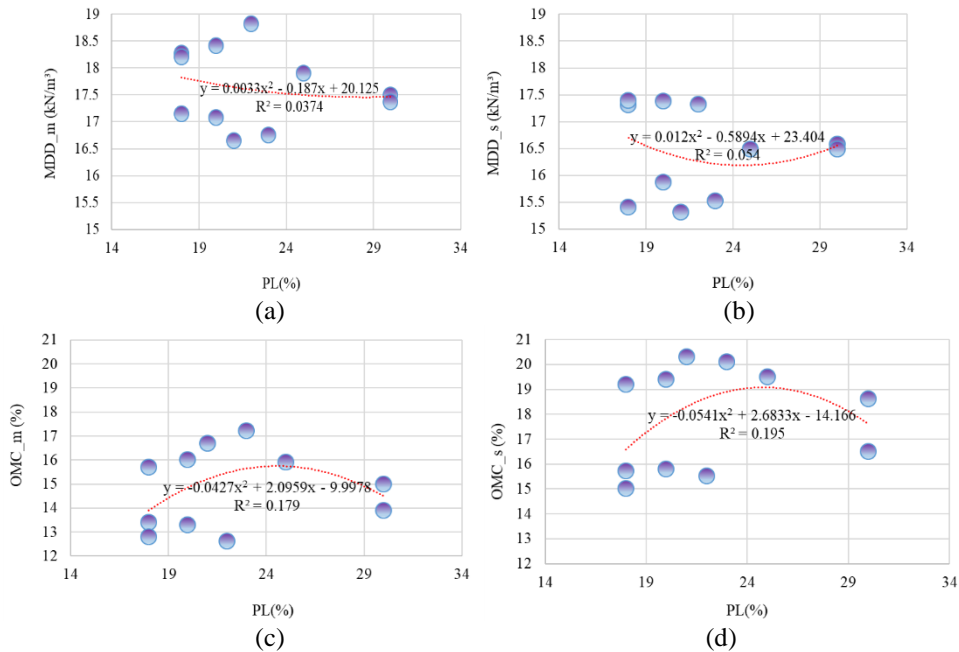 19
18.5
18
17.5
17
16.5
16
15.5
15
MDD_m (kN/m³)
y = 0.0033x² - 0.187x + 20.125
R² = 0.0374
14 19 24 29 34
PL(%)
(a)
19
18.5
18
17.5
17
16.5
16
15.5
15
MDD_s (kN/m³)
y = 0.012x² - 0.5894x + 23.404
R² = 0.054
14 19 24 29 34
PL(%)
(b)
21
20
19
18
17
16
15
14
13
12
OMC_m (%)
y = -0.0427x² + 2.0959x - 9.9978
R² = 0.179
14 19 24 29 34
PL(%)
(c)
21
20
19
18
17
16
15
14
13
12
OMC_s (%)
y = -0.0541x² + 2.6833x - 14.166
R² = 0.195
14 19 24 29 34
PL(%)
(d)